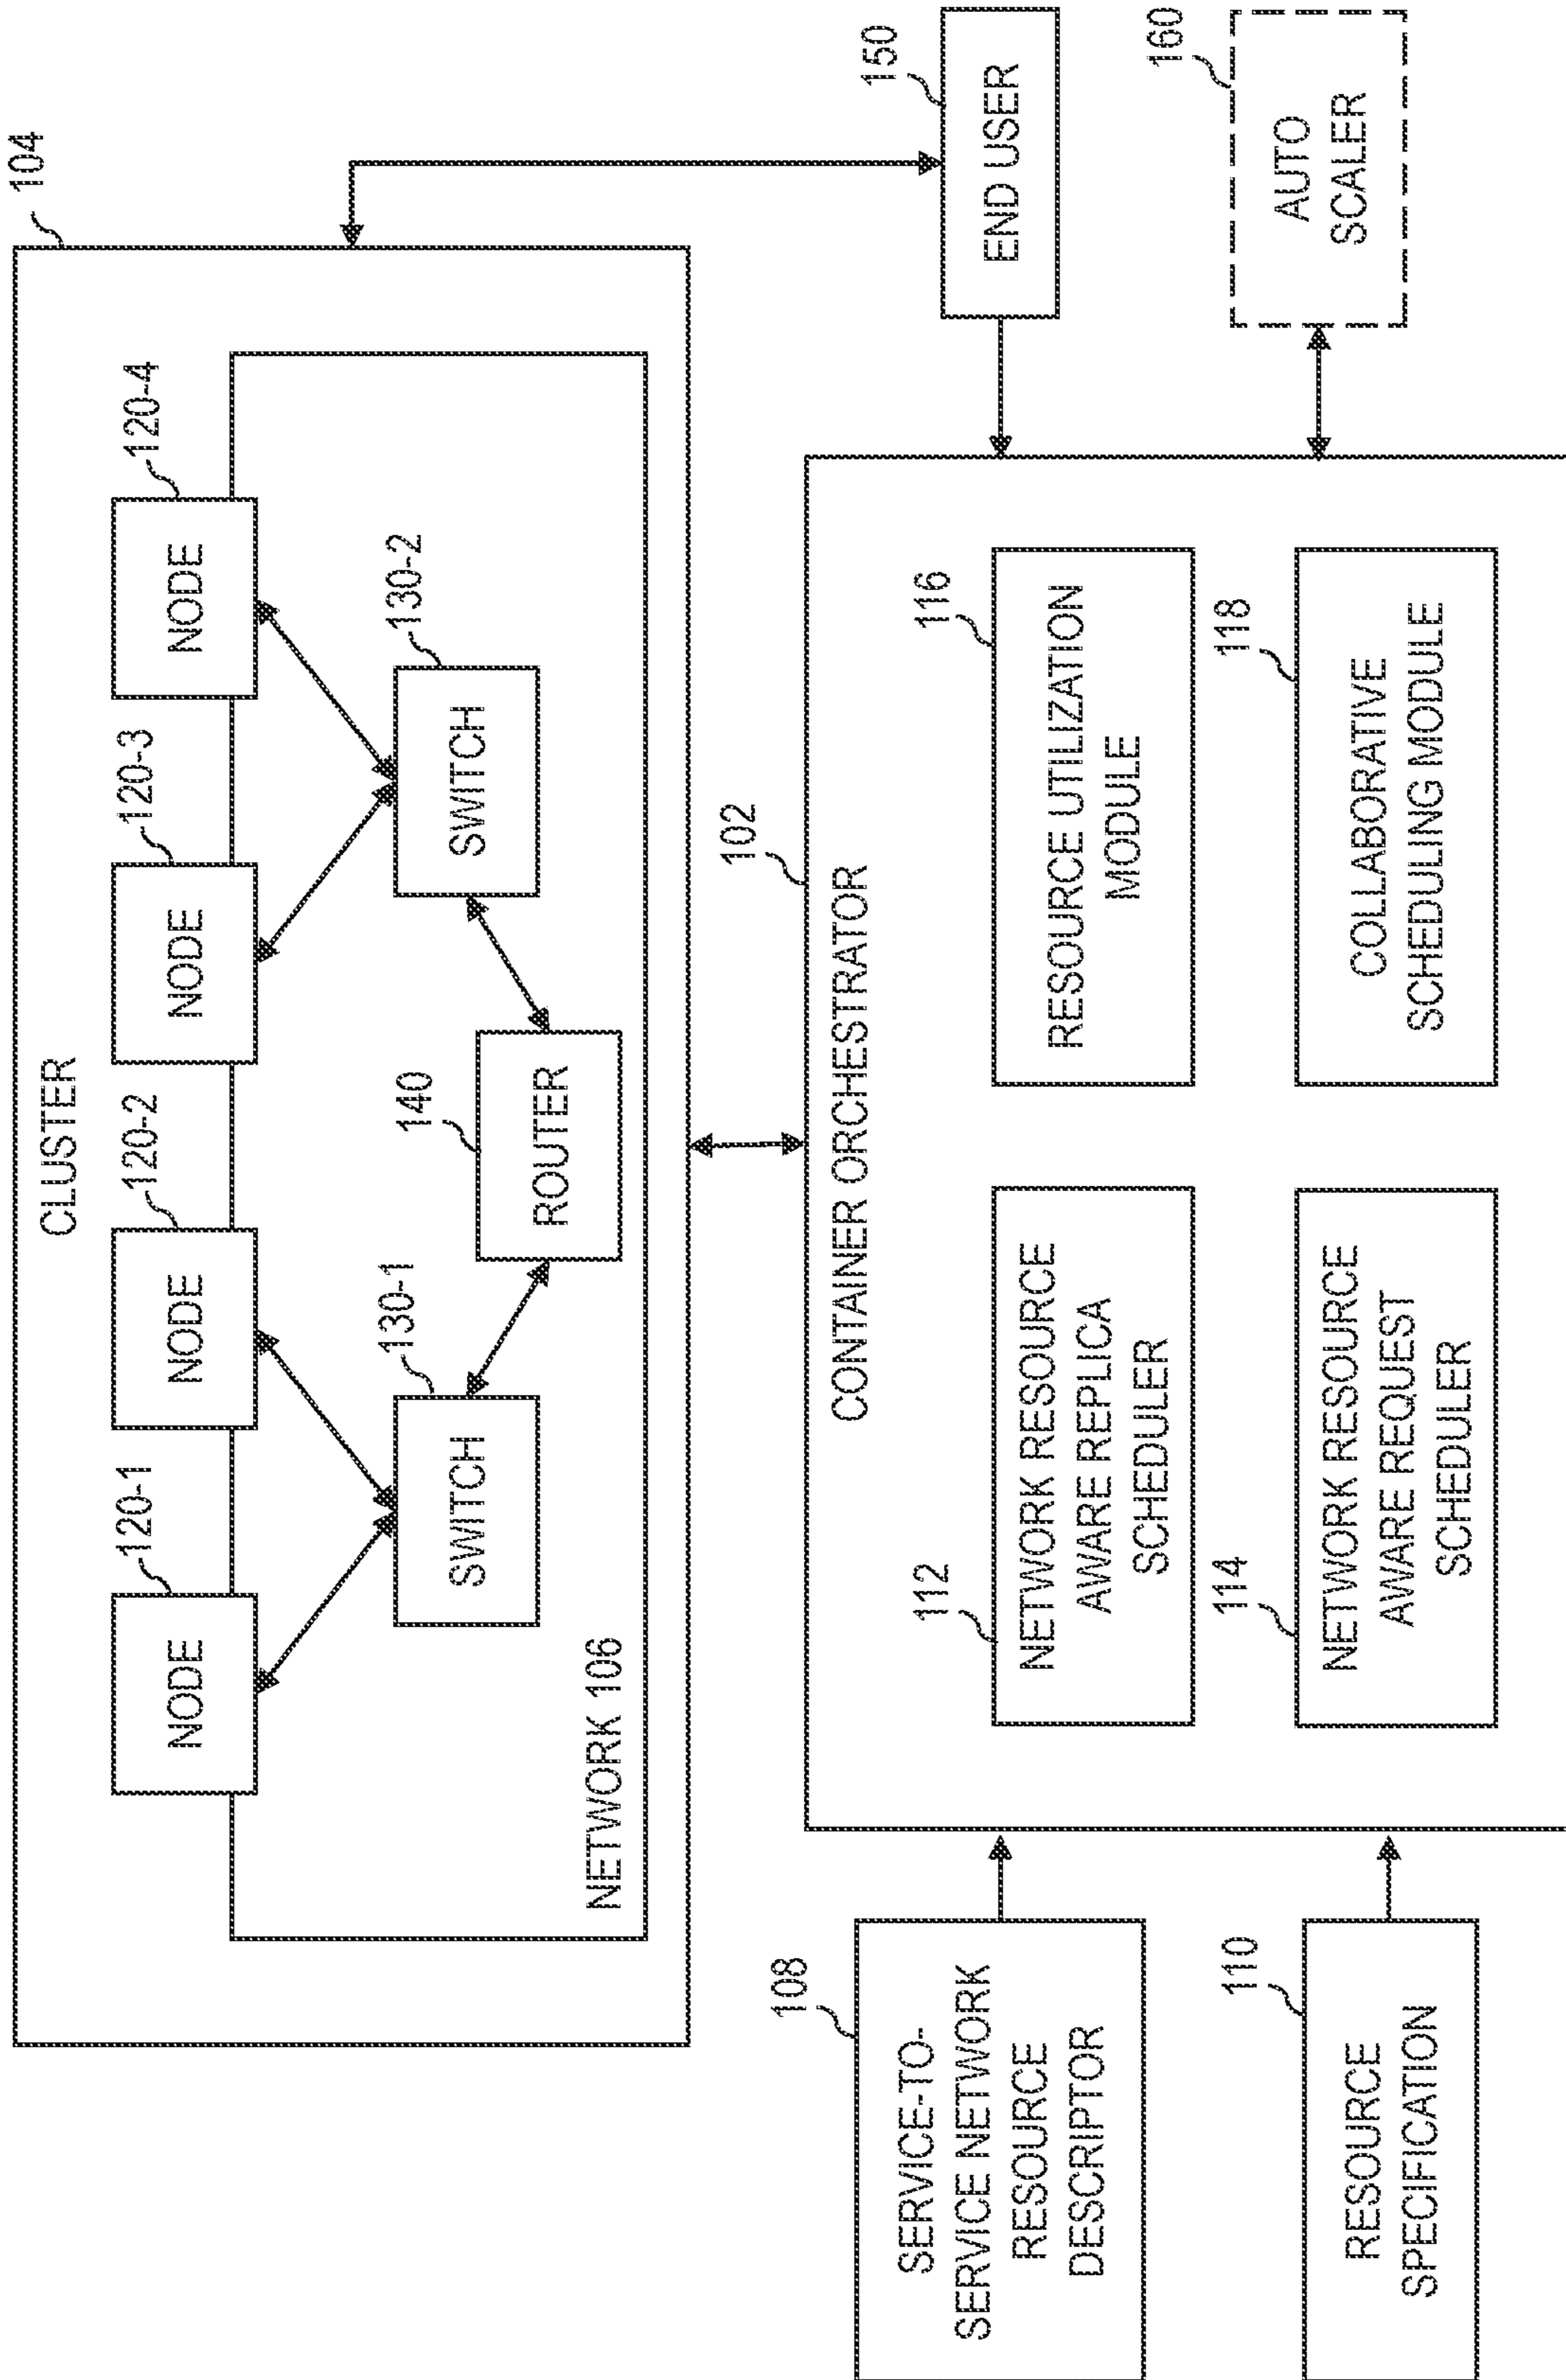 104
CLUSTER
120-1
120-2
120-3
120-4
NODE
NODE
NODE
NODE
130-1
130-2
SWITCH
SWITCH
140
ROUTER
NETWORK 106
102
CONTAINER ORCHESTRATOR
108
SERVICE-TO-
SERVICE NETWORK
RESOURCE
DESCRIPTOR
110
RESOURCE
SPECIFICATION
112
NETWORK RESOURCE
AWARE REPLICA
SCHEDULER
114
NETWORK RESOURCE
AWARE REQUEST
SCHEDULER
116
RESOURCE UTILIZATION
MODULE
118
COLLABORATIVE
SCHEDULING MODULE
150
END USER
160
AUTO
SCALER